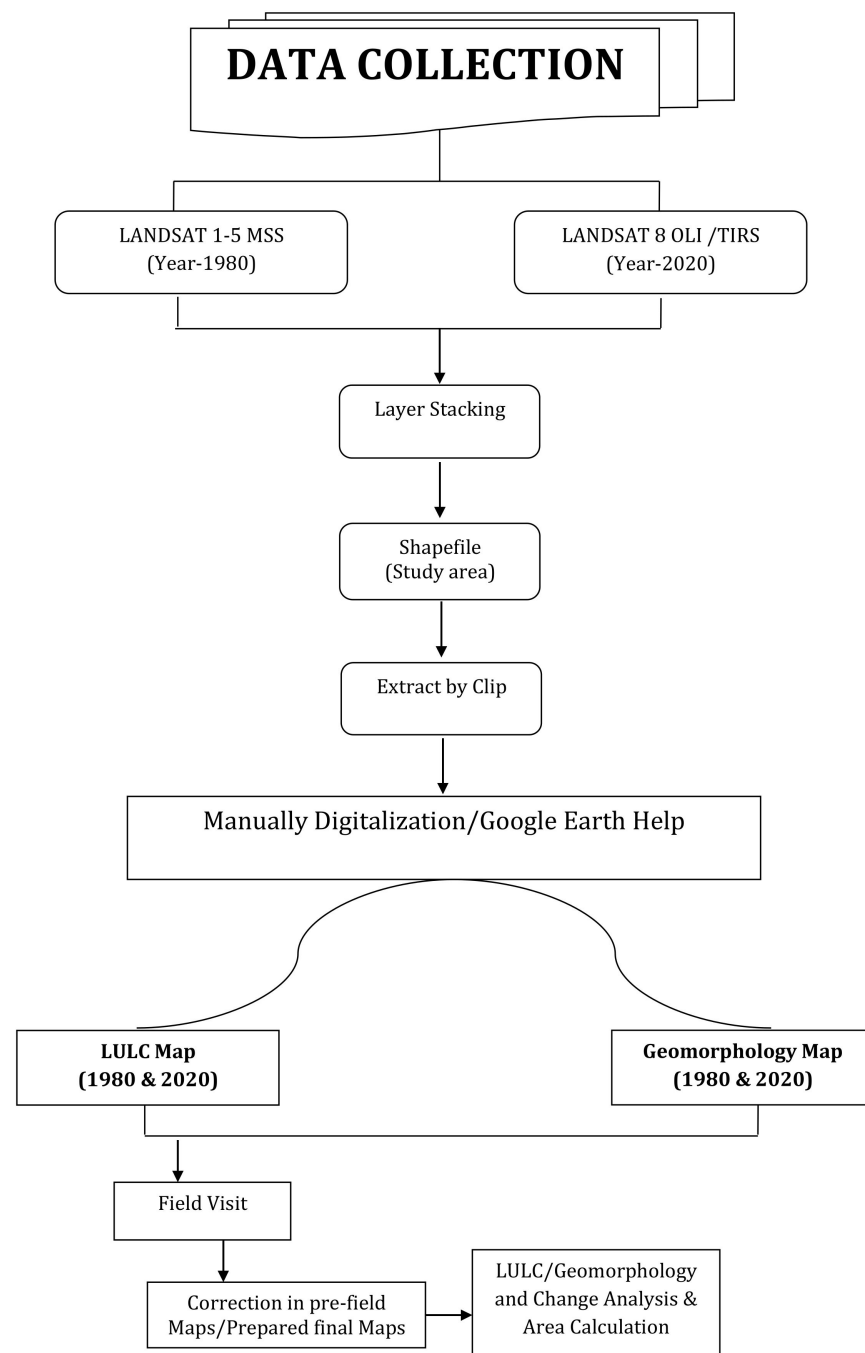 DATA COLLECTION
LANDSAT 1-5 MSS
(Year-1980)
LANDSAT 8 OLI /TIRS
(Year-2020)
Layer Stacking
Shapefile
(Study area)
Extract by Clip
Manually Digitalization/Google Earth Help
LULC Map
(1980 & 2020)
Geomorphology Map
(1980 & 2020)
Field Visit
Correction in pre-field
Maps/Prepared final Maps
LULC/Geomorphology
and Change Analysis &
Area Calculation